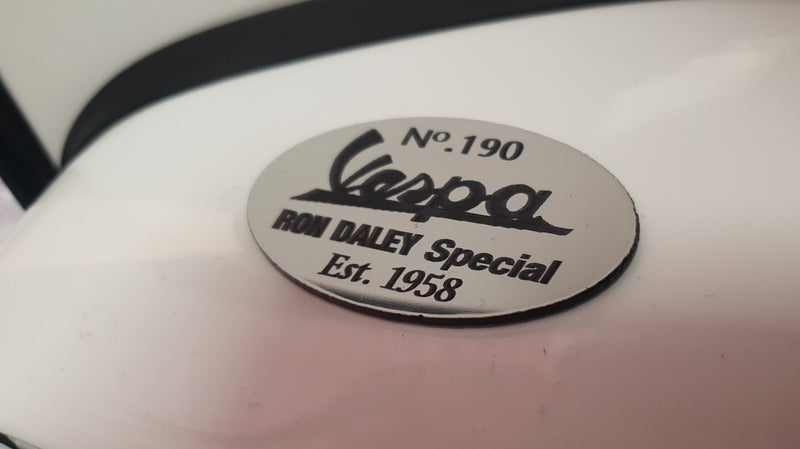 Nº.190
Vespa
RON DALEY Special
Est. 1958